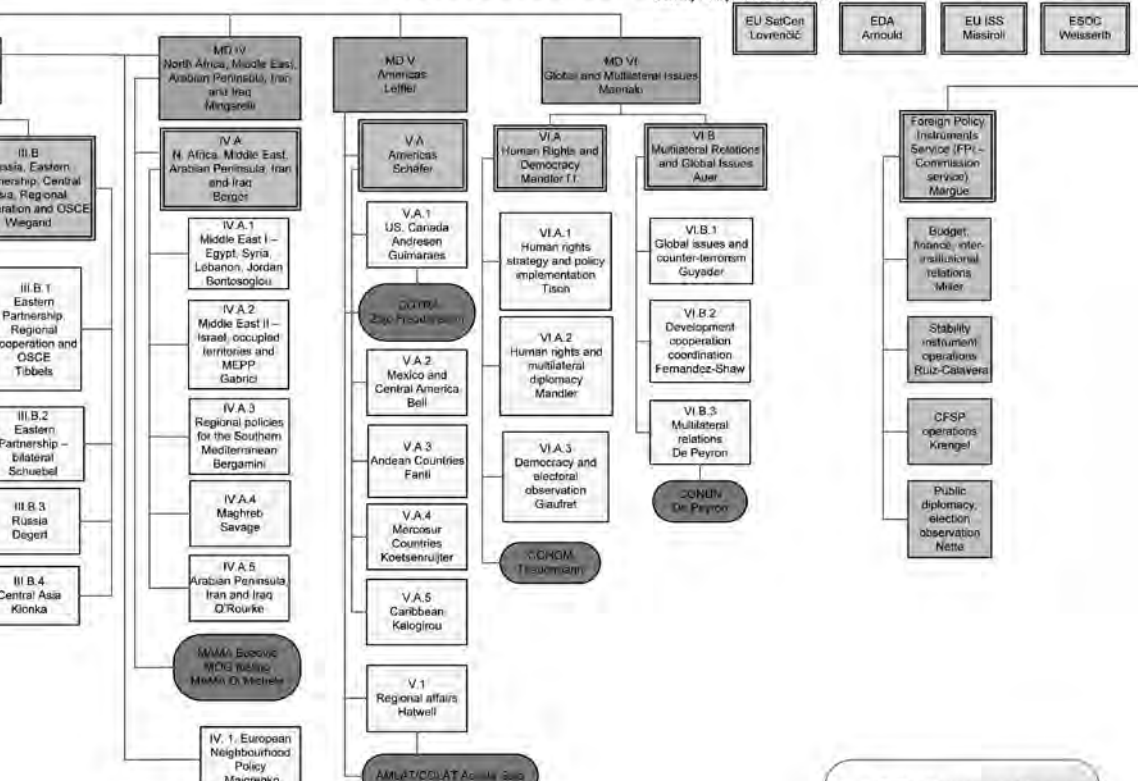 EU SatCen
Lovrenčić
EDA
Arnould
EU ISS
Missiroli
ESDC
Weisserth
MD IV
North Africa, Middle East,
Arabian Peninsula, Iran
and Iraq
Mingarelli
MD V
Americas
Leffler
MD VI
Global and Multilateral Issues
III.B
Eastern
Central
Regional
and OSCE
Wiegand
IV.A
N. Africa, Middle East,
Arabian Peninsula, Iran
and Iraq
Berger
V.A
Americas
Schäfer
VI.A
Human Rights and
Democracy
Mandler f.f.
VI.B
Multilateral Relations
and Global Issues
Auer
Foreign Policy
Instruments
Service (FPI –
Commission
service)
Margue
III.B.1
Eastern
Partnership,
Regional
and
OSCE
Tibbels
III.B.2
Eastern
Partnership –
bilateral
Schuebel
III.B.3
Russia
Degert
III.B.4
Central Asia
Klonka
IV.A.1
Middle East I –
Egypt, Syria,
Lebanon, Jordan
Bontosoglou
IV.A.2
Middle East II –
Israel, occupied
territories and
MEPP
Gabrici
IV.A.3
Regional policies
for the Southern
Mediterranean
Bergamini
IV.A.4
Maghreb
Savage
IV.A.5
Arabian Peninsula,
Iran and Iraq
O'Rourke
IV. 1. European
Neighbourhood
Policy
V.A.1
US, Canada
Andreson
Guimaraes
V.A.2
Mexico and
Central America
Bell
V.A.3
Andean Countries
Fanti
V.A.4
Mercosur
Countries
Koetsenruijter
V.A.5
Caribbean
Kalogirou
V.1
Regional affairs
Hatwell
VI.A.1
Human rights
strategy and policy
implementation
Tison
VI.A.2
Human rights and
multilateral
diplomacy
Mandler
VI.A.3
Democracy and
electoral
observation
Giaufret
COHOM
VI.B.1
Global issues and
counter-terrorism
Guyader
VI.B.2
Development
cooperation
coordination
Fernandez-Shaw
VI.B.3
Multilateral
relations
De Peyron
CONUN
De Peyron
Budget,
finance, inter-
institutional
relations
Miller
Stability
instrument
operations
Ruiz-Calavera
CFSP
operations
Krengel
Public
diplomacy,
election
observation
Nette